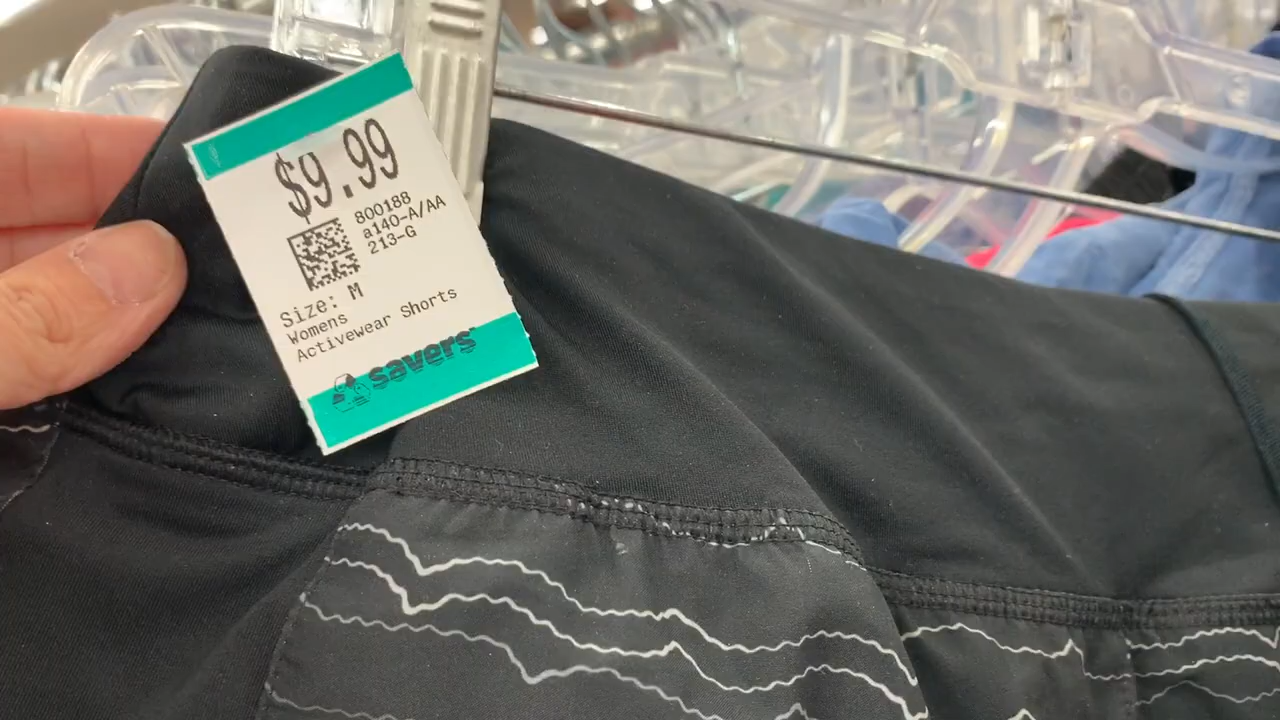 $9.99
800188
a140-A/AA
213-G
Size: M
Womens
Activewear Shorts
savers